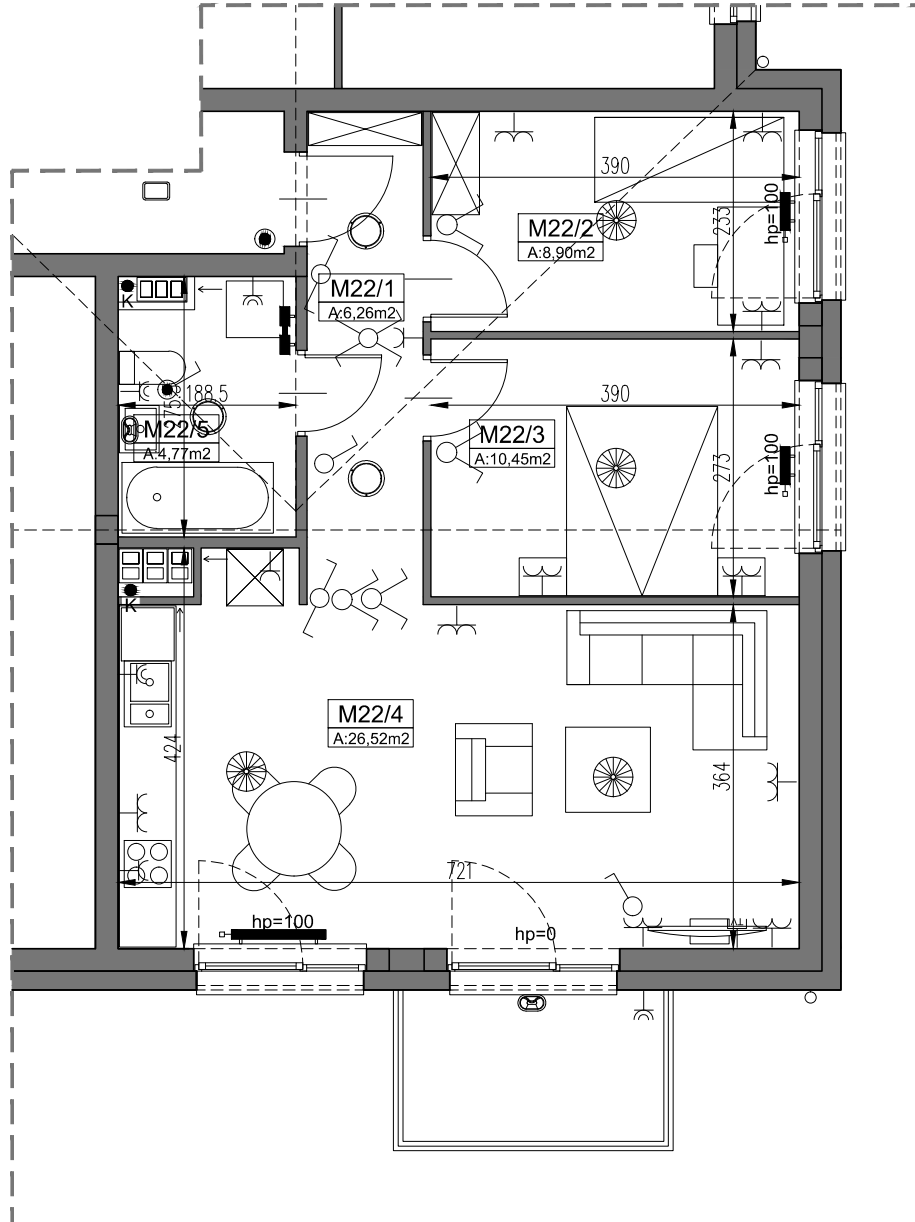 390
M22/2
A:8,90m2
233
hp=100
M22/1
A:6,26m2
K
188.5
M22/5
A:4,77m2
390
M22/3
A:10,45m2
273
hp=100
K
M22/4
A:26,52m2
424
364
721
hp=100
hp=0